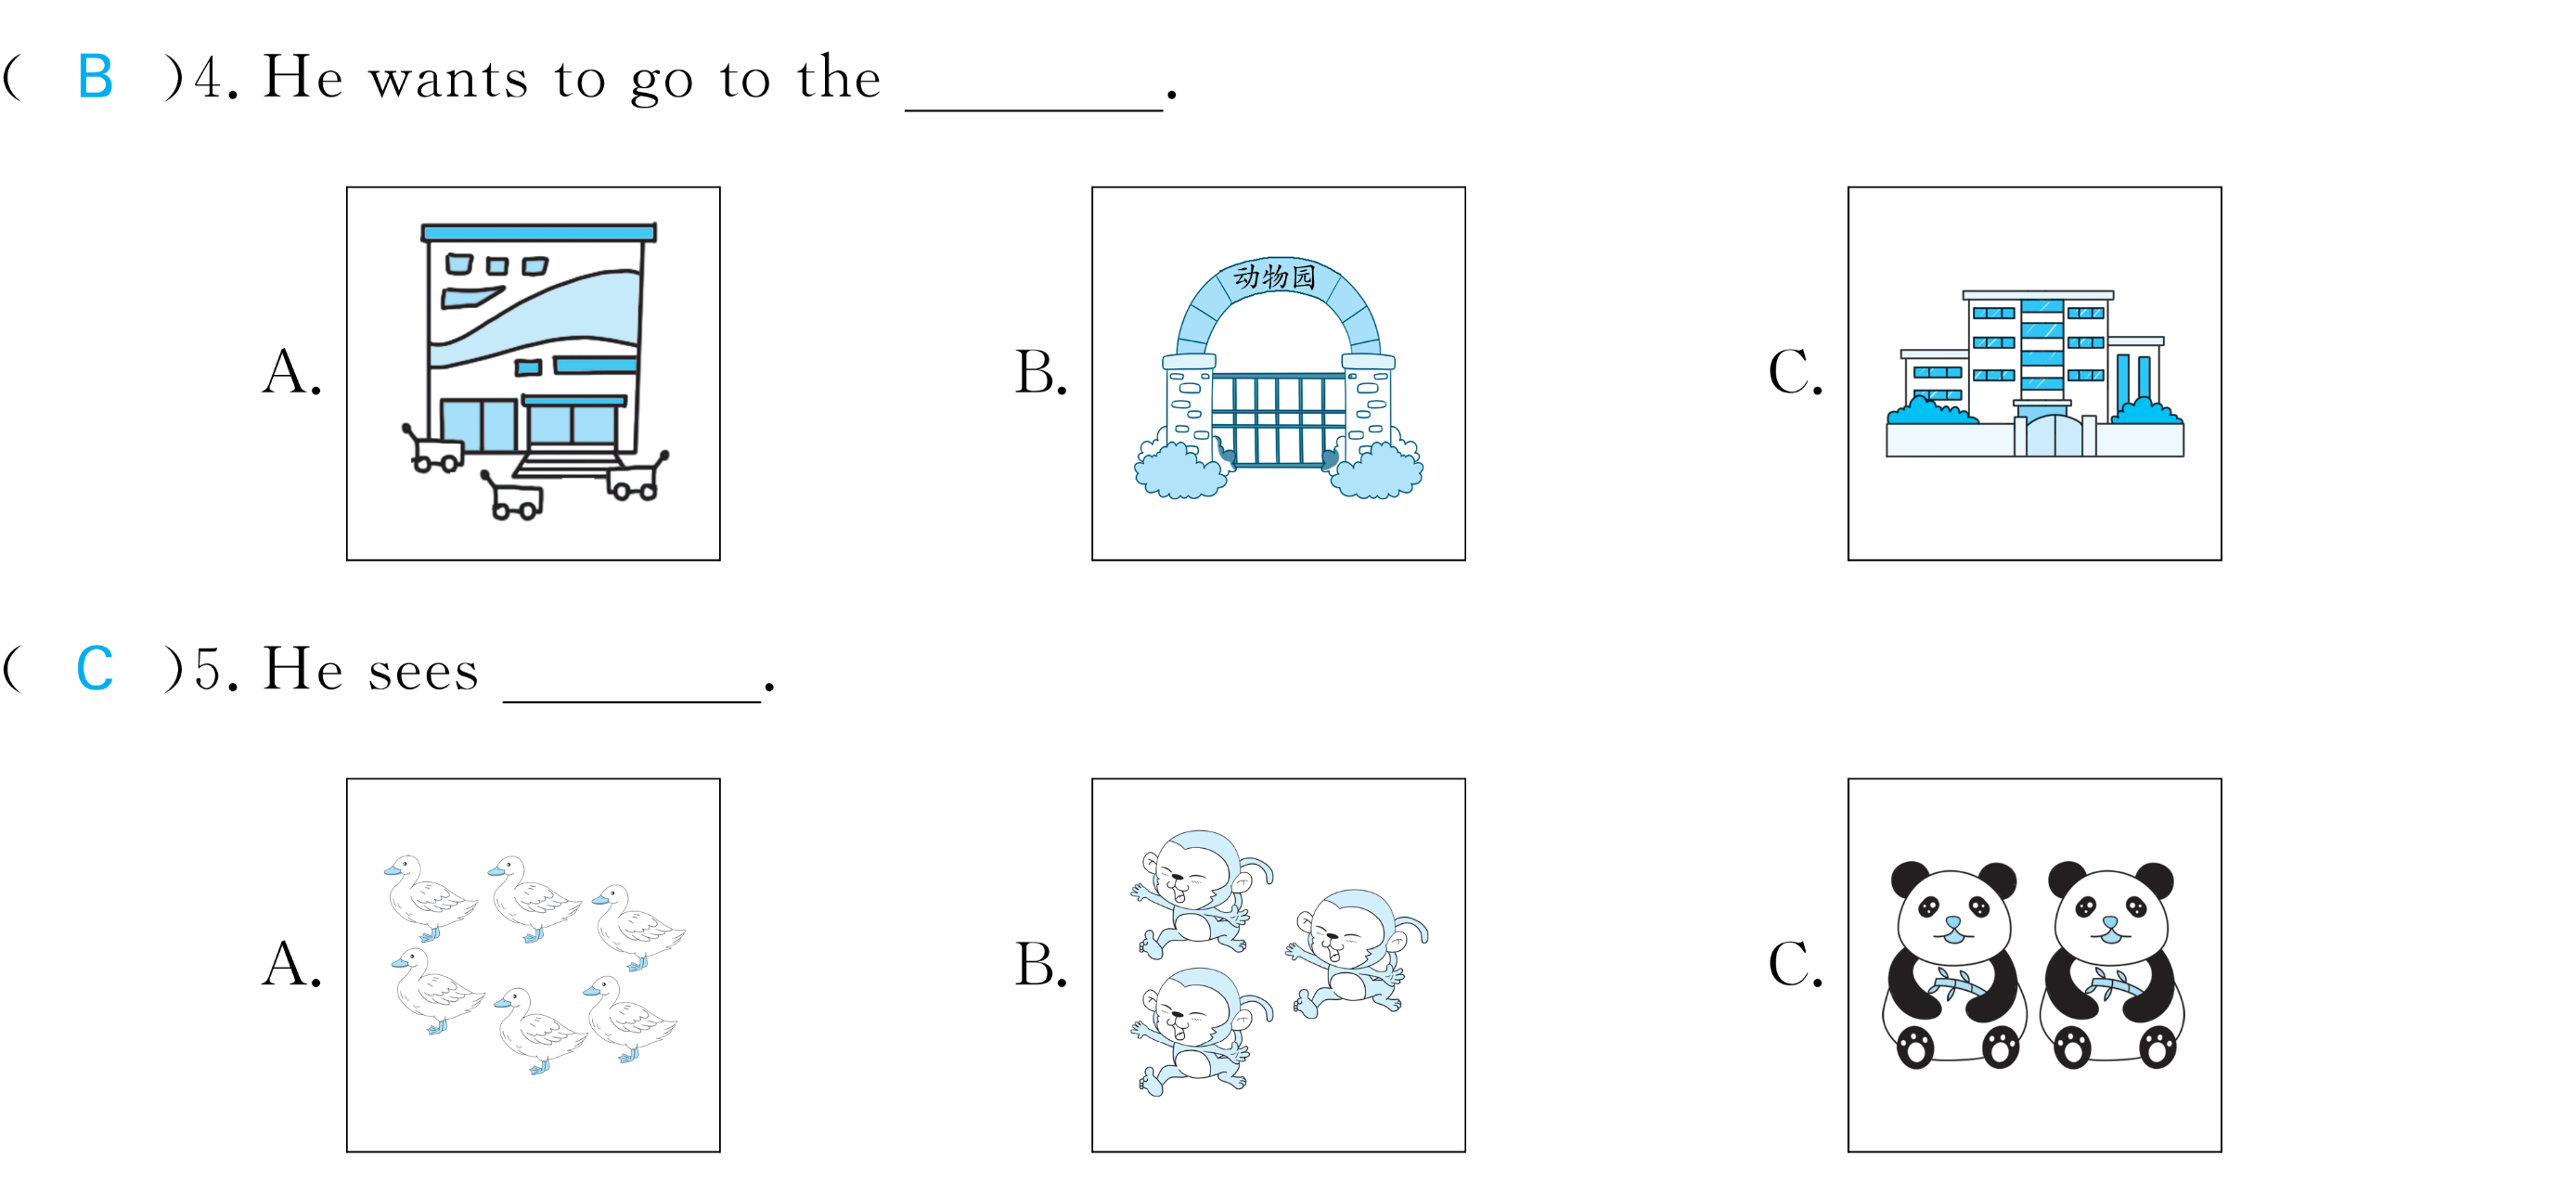 ( B )4. He wants to go to the ________.
A. B. 动物园 C.
( C )5. He sees ________.
A. B. C.